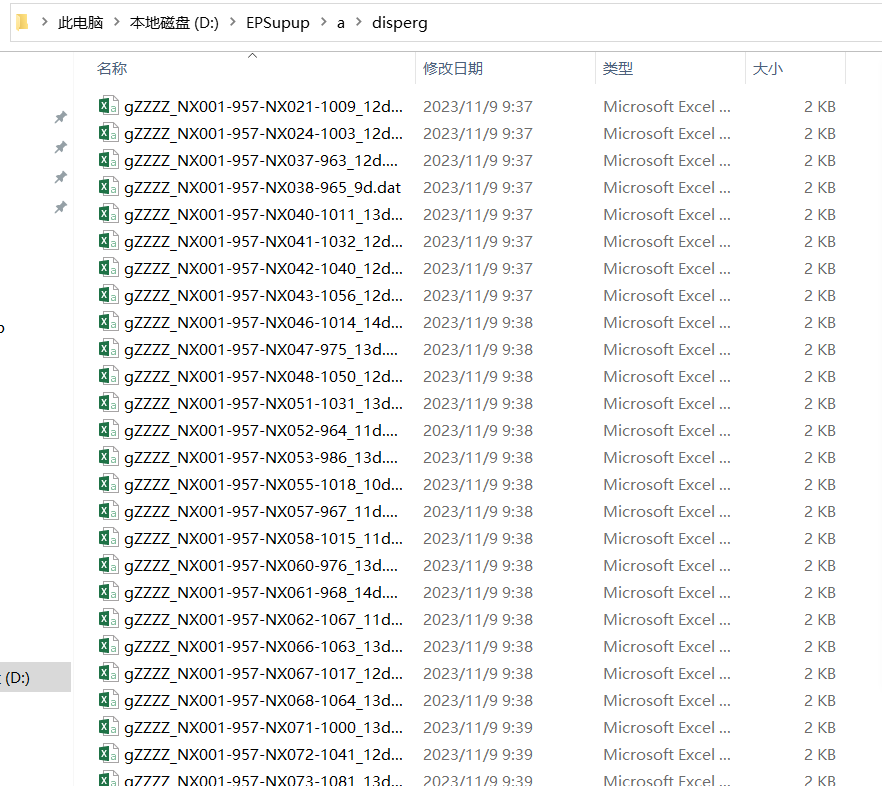 此电脑 > 本地磁盘 (D:) > EPSupup > a > disperg
名称 修改日期 类型 大小
gZZZZ_NX001-957-NX021-1009_12d... 2023/11/9 9:37 Microsoft Excel ... 2 KB
gZZZZ_NX001-957-NX024-1003_12d... 2023/11/9 9:37 Microsoft Excel ... 2 KB
gZZZZ_NX001-957-NX037-963_12d.... 2023/11/9 9:37 Microsoft Excel ... 2 KB
gZZZZ_NX001-957-NX038-965_9d.dat 2023/11/9 9:37 Microsoft Excel ... 2 KB
gZZZZ_NX001-957-NX040-1011_13d... 2023/11/9 9:37 Microsoft Excel ... 2 KB
gZZZZ_NX001-957-NX041-1032_12d... 2023/11/9 9:37 Microsoft Excel ... 2 KB
gZZZZ_NX001-957-NX042-1040_12d... 2023/11/9 9:37 Microsoft Excel ... 2 KB
gZZZZ_NX001-957-NX043-1056_12d... 2023/11/9 9:37 Microsoft Excel ... 2 KB
gZZZZ_NX001-957-NX046-1014_14d... 2023/11/9 9:38 Microsoft Excel ... 2 KB
gZZZZ_NX001-957-NX047-975_13d.... 2023/11/9 9:38 Microsoft Excel ... 2 KB
gZZZZ_NX001-957-NX048-1050_12d... 2023/11/9 9:38 Microsoft Excel ... 2 KB
gZZZZ_NX001-957-NX051-1031_13d... 2023/11/9 9:38 Microsoft Excel ... 2 KB
gZZZZ_NX001-957-NX052-964_11d.... 2023/11/9 9:38 Microsoft Excel ... 2 KB
gZZZZ_NX001-957-NX053-986_13d.... 2023/11/9 9:38 Microsoft Excel ... 2 KB
gZZZZ_NX001-957-NX055-1018_10d... 2023/11/9 9:38 Microsoft Excel ... 2 KB
gZZZZ_NX001-957-NX057-967_11d.... 2023/11/9 9:38 Microsoft Excel ... 2 KB
gZZZZ_NX001-957-NX058-1015_11d... 2023/11/9 9:38 Microsoft Excel ... 2 KB
gZZZZ_NX001-957-NX060-976_13d.... 2023/11/9 9:38 Microsoft Excel ... 2 KB
gZZZZ_NX001-957-NX061-968_14d.... 2023/11/9 9:38 Microsoft Excel ... 2 KB
gZZZZ_NX001-957-NX062-1067_11d... 2023/11/9 9:38 Microsoft Excel ... 2 KB
gZZZZ_NX001-957-NX066-1063_13d... 2023/11/9 9:38 Microsoft Excel ... 2 KB
gZZZZ_NX001-957-NX067-1017_12d... 2023/11/9 9:38 Microsoft Excel ... 2 KB
(D:)
gZZZZ_NX001-957-NX068-1064_13d... 2023/11/9 9:38 Microsoft Excel ... 2 KB
gZZZZ_NX001-957-NX071-1000_13d... 2023/11/9 9:39 Microsoft Excel ... 2 KB
gZZZZ_NX001-957-NX072-1041_12d... 2023/11/9 9:39 Microsoft Excel ... 2 KB
gZZZZ_NX001-957-NX073-1081_13d... 2023/11/9 9:39 Microsoft Excel ... 2 KB